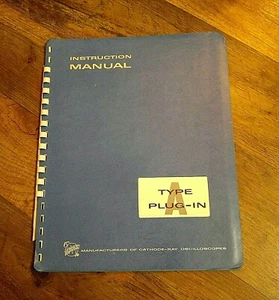 INSTRUCTION
MANUAL
TYPE
A
PLUG-IN
MANUFACTURERS OF CATHODE-RAY OSCILLOSCOPES